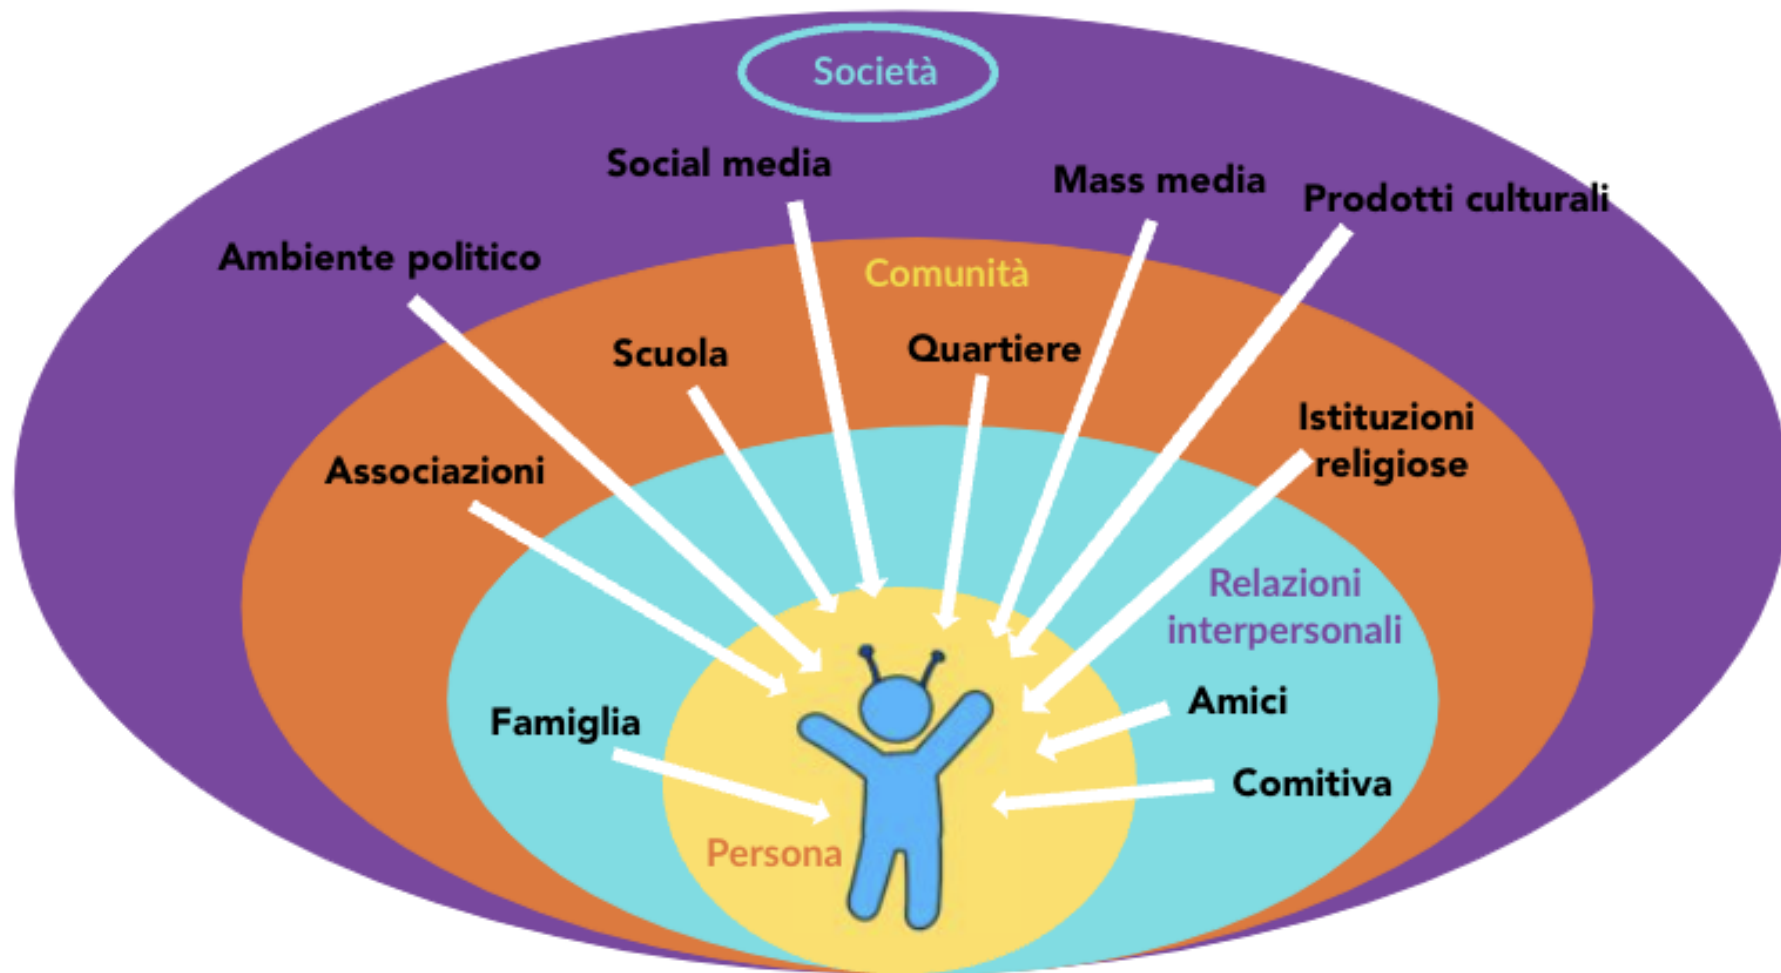 Società
Social media
Mass media
Prodotti culturali
Ambiente politico
Comunità
Scuola
Quartiere
Istituzioni
religiose
Associazioni
Relazioni
interpersonali
Amici
Famiglia
Comitiva
Persona